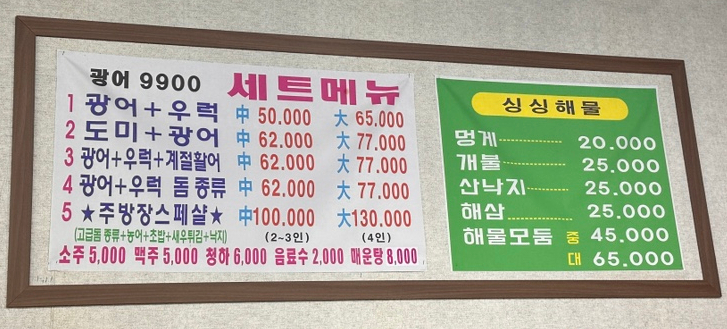 광어 9900 세트메뉴
1 광어+우럭 中 50.000 大 65.000
2 도미+광어 中 62.000 大 77.000
3 광어+우럭+계절활어 中 62.000 大 77.000
4 광어+우럭 돔 종류 中 62.000 大 77.000
5 ★주방장스페샬★ 中100.000 大130.000
(고급돔 종류+농어+초밥+새우튀김+낙지) (2~3인) (4인)
소주 5,000 맥주 5,000 청하 6,000 음료수 2,000 매운탕 8,000
싱싱해물
멍게 20.000
개불 25.000
산낙지 25.000
해삼 25.000
해물모둠 중 45.000
대 65.000